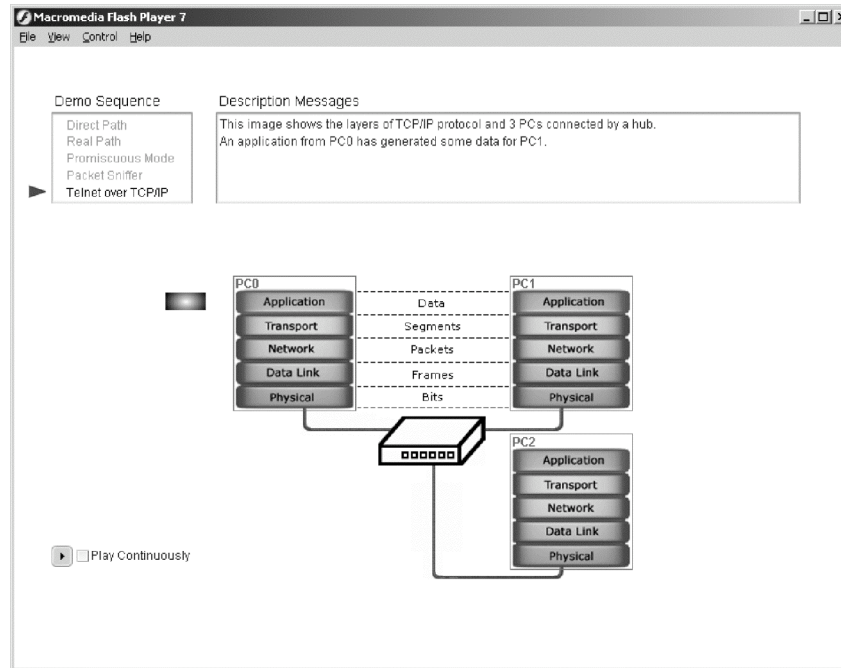 Macromedia Flash Player 7
File View Control Help
Demo Sequence
Direct Path
Real Path
Promiscuous Mode
Packet Sniffer
Telnet over TCP/IP
Description Messages
This image shows the layers of TCP/IP protocol and 3 PCs connected by a hub.
An application from PC0 has generated some data for PC1.
PC0
Application
Transport
Network
Data Link
Physical
Data
Segments
Packets
Frames
Bits
PC1
Application
Transport
Network
Data Link
Physical
PC2
Application
Transport
Network
Data Link
Physical
Play Continuously